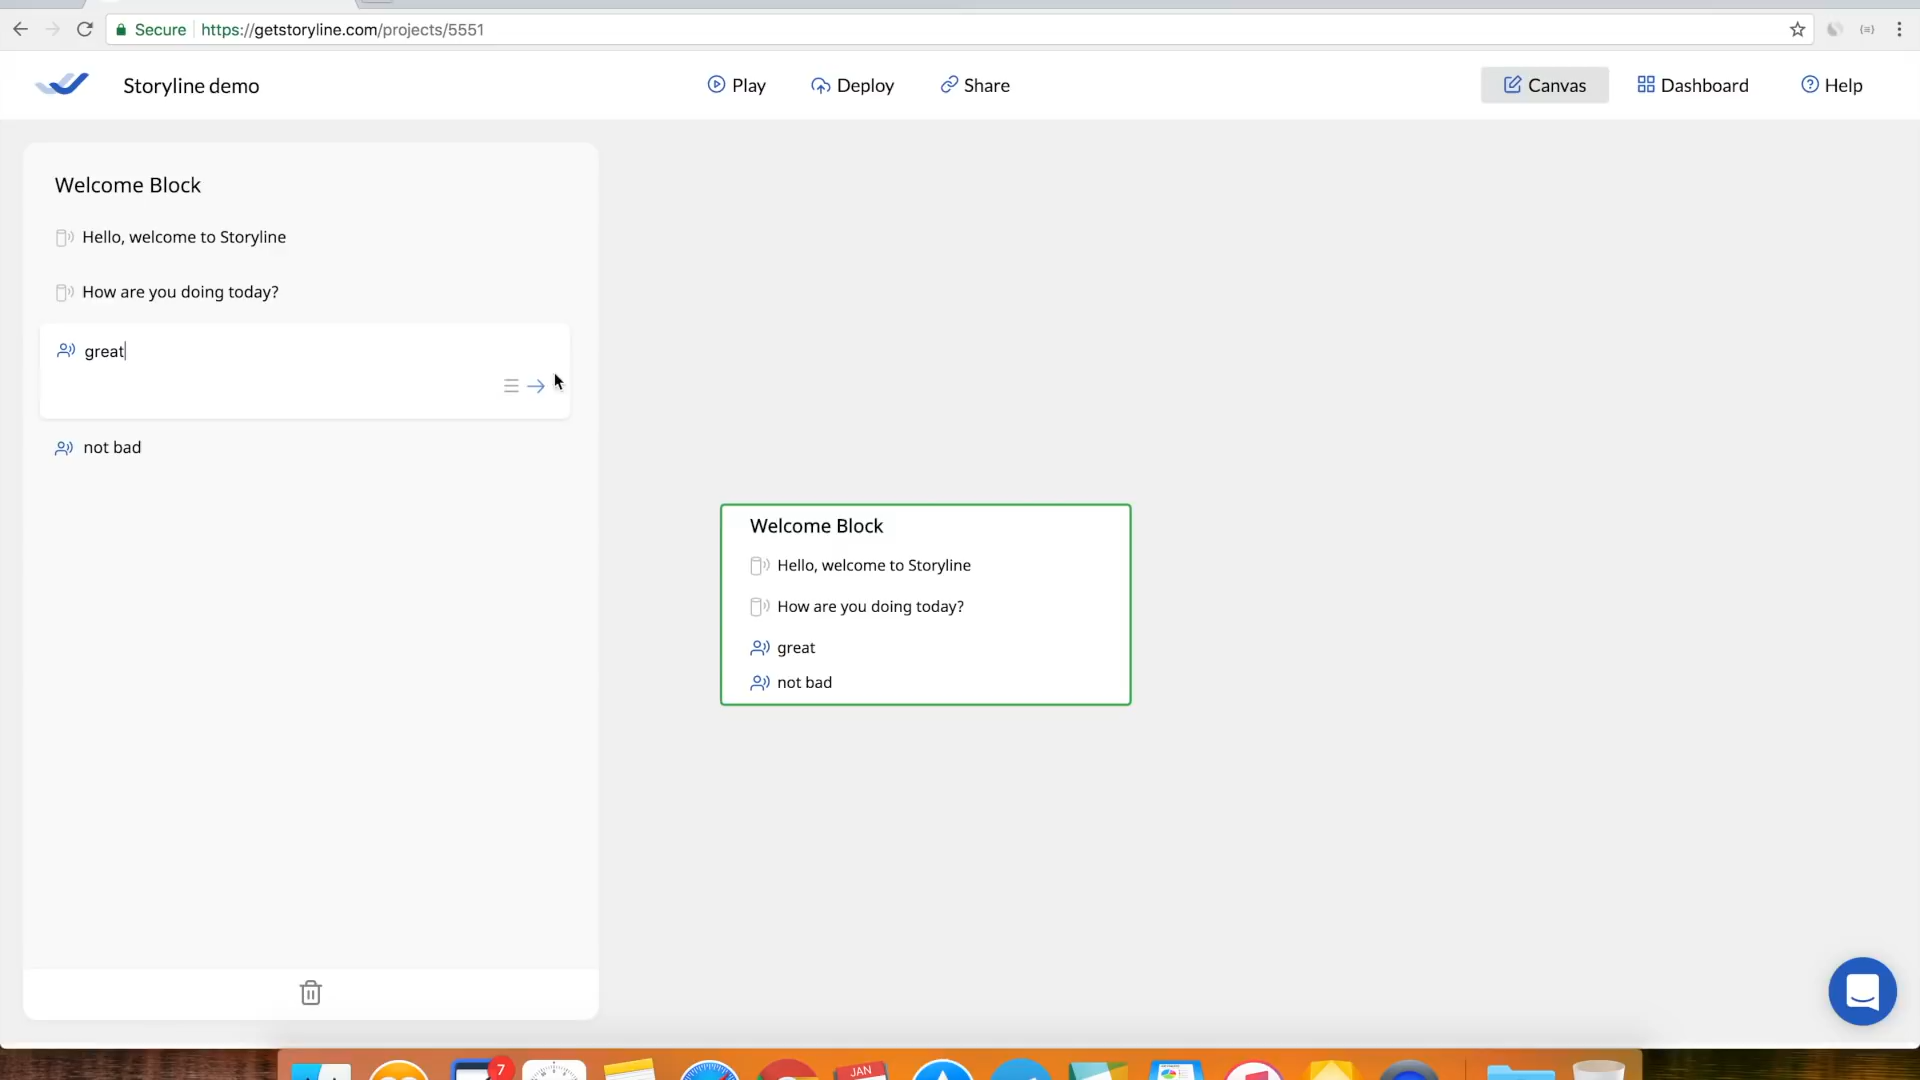 Secure https://getstoryline.com/projects/5551
Storyline demo
Play
Deploy
Share
Canvas
Dashboard
Help
Welcome Block
Hello, welcome to Storyline
How are you doing today?
great
not bad
Welcome Block
Hello, welcome to Storyline
How are you doing today?
great
not bad
7
JAN